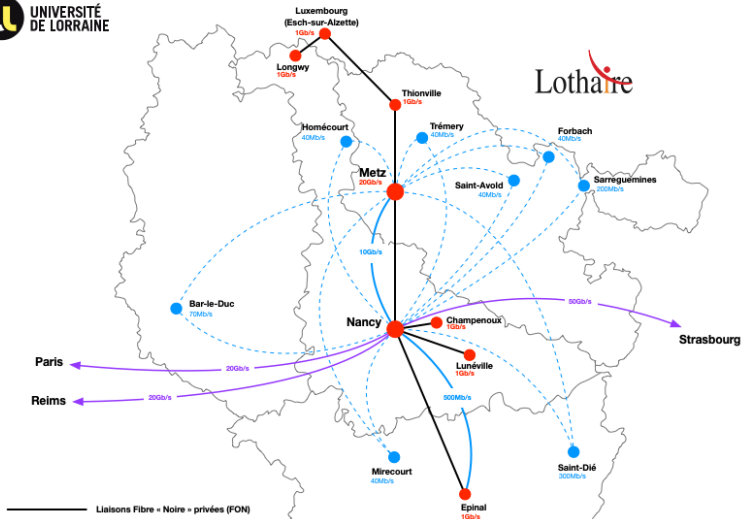 UNIVERSITÉ
DE LORRAINE
Luxembourg
(Esch-sur-Alzette)
1Gb/s
Longwy
1Gb/s
Lothaire
Thionville
1Gb/s
Homécourt
40Mb/s
Trémery
40Mb/s
Forbach
40Mb/s
Metz
20Gb/s
Saint-Avold
40Mb/s
Sarreguemines
200Mb/s
10Gb/s
Bar-le-Duc
70Mb/s
50Gb/s
Nancy
Champenoux
1Gb/s
Strasbourg
Lunéville
1Gb/s
Paris
20Gb/s
Reims
20Gb/s
500Mb/s
Mirecourt
40Mb/s
Saint-Dié
300Mb/s
Epinal
1Gb/s
Liaisons Fibre « Noire » privées (FON)